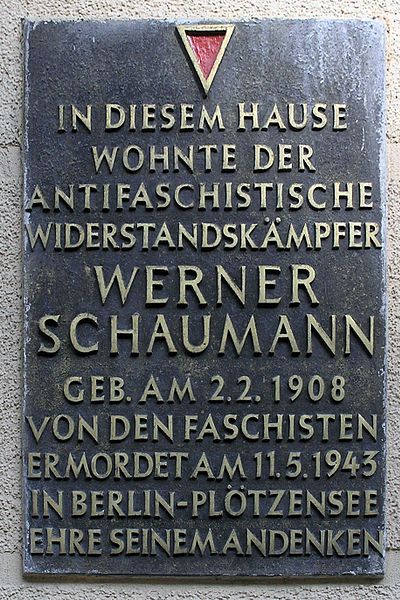 IN DIESEM HAUSE
WOHNTE DER
ANTIFASCHISTISCHE
WIDERSTANDSKÄMPFER
WERNER
SCHAUMANN
GEB. AM 2.2. 1908
VON DEN FASCHISTEN
ERMORDET AM 11.5.1943
IN BERLIN-PLÖTZENSEE
EHRE SEINEM ANDENKEN